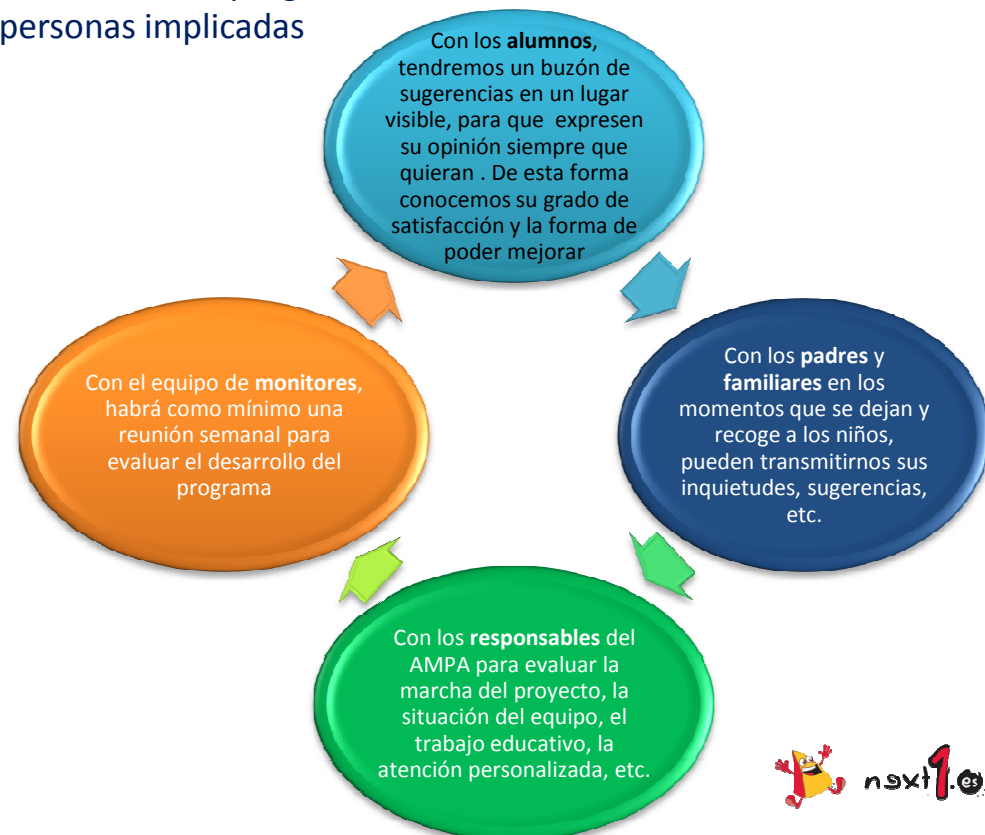 personas implicadas
Con los alumnos,
tendremos un buzón de
sugerencias en un lugar
visible, para que expresen
su opinión siempre que
quieran . De esta forma
conocemos su grado de
satisfacción y la forma de
poder mejorar
Con los padres y
familiares en los
momentos que se dejan y
recoge a los niños,
pueden transmitirnos sus
inquietudes, sugerencias,
etc.
Con los responsables del
AMPA para evaluar la
marcha del proyecto, la
situación del equipo, el
trabajo educativo, la
atención personalizada, etc.
Con el equipo de monitores,
habrá como mínimo una
reunión semanal para
evaluar el desarrollo del
programa
next1.es